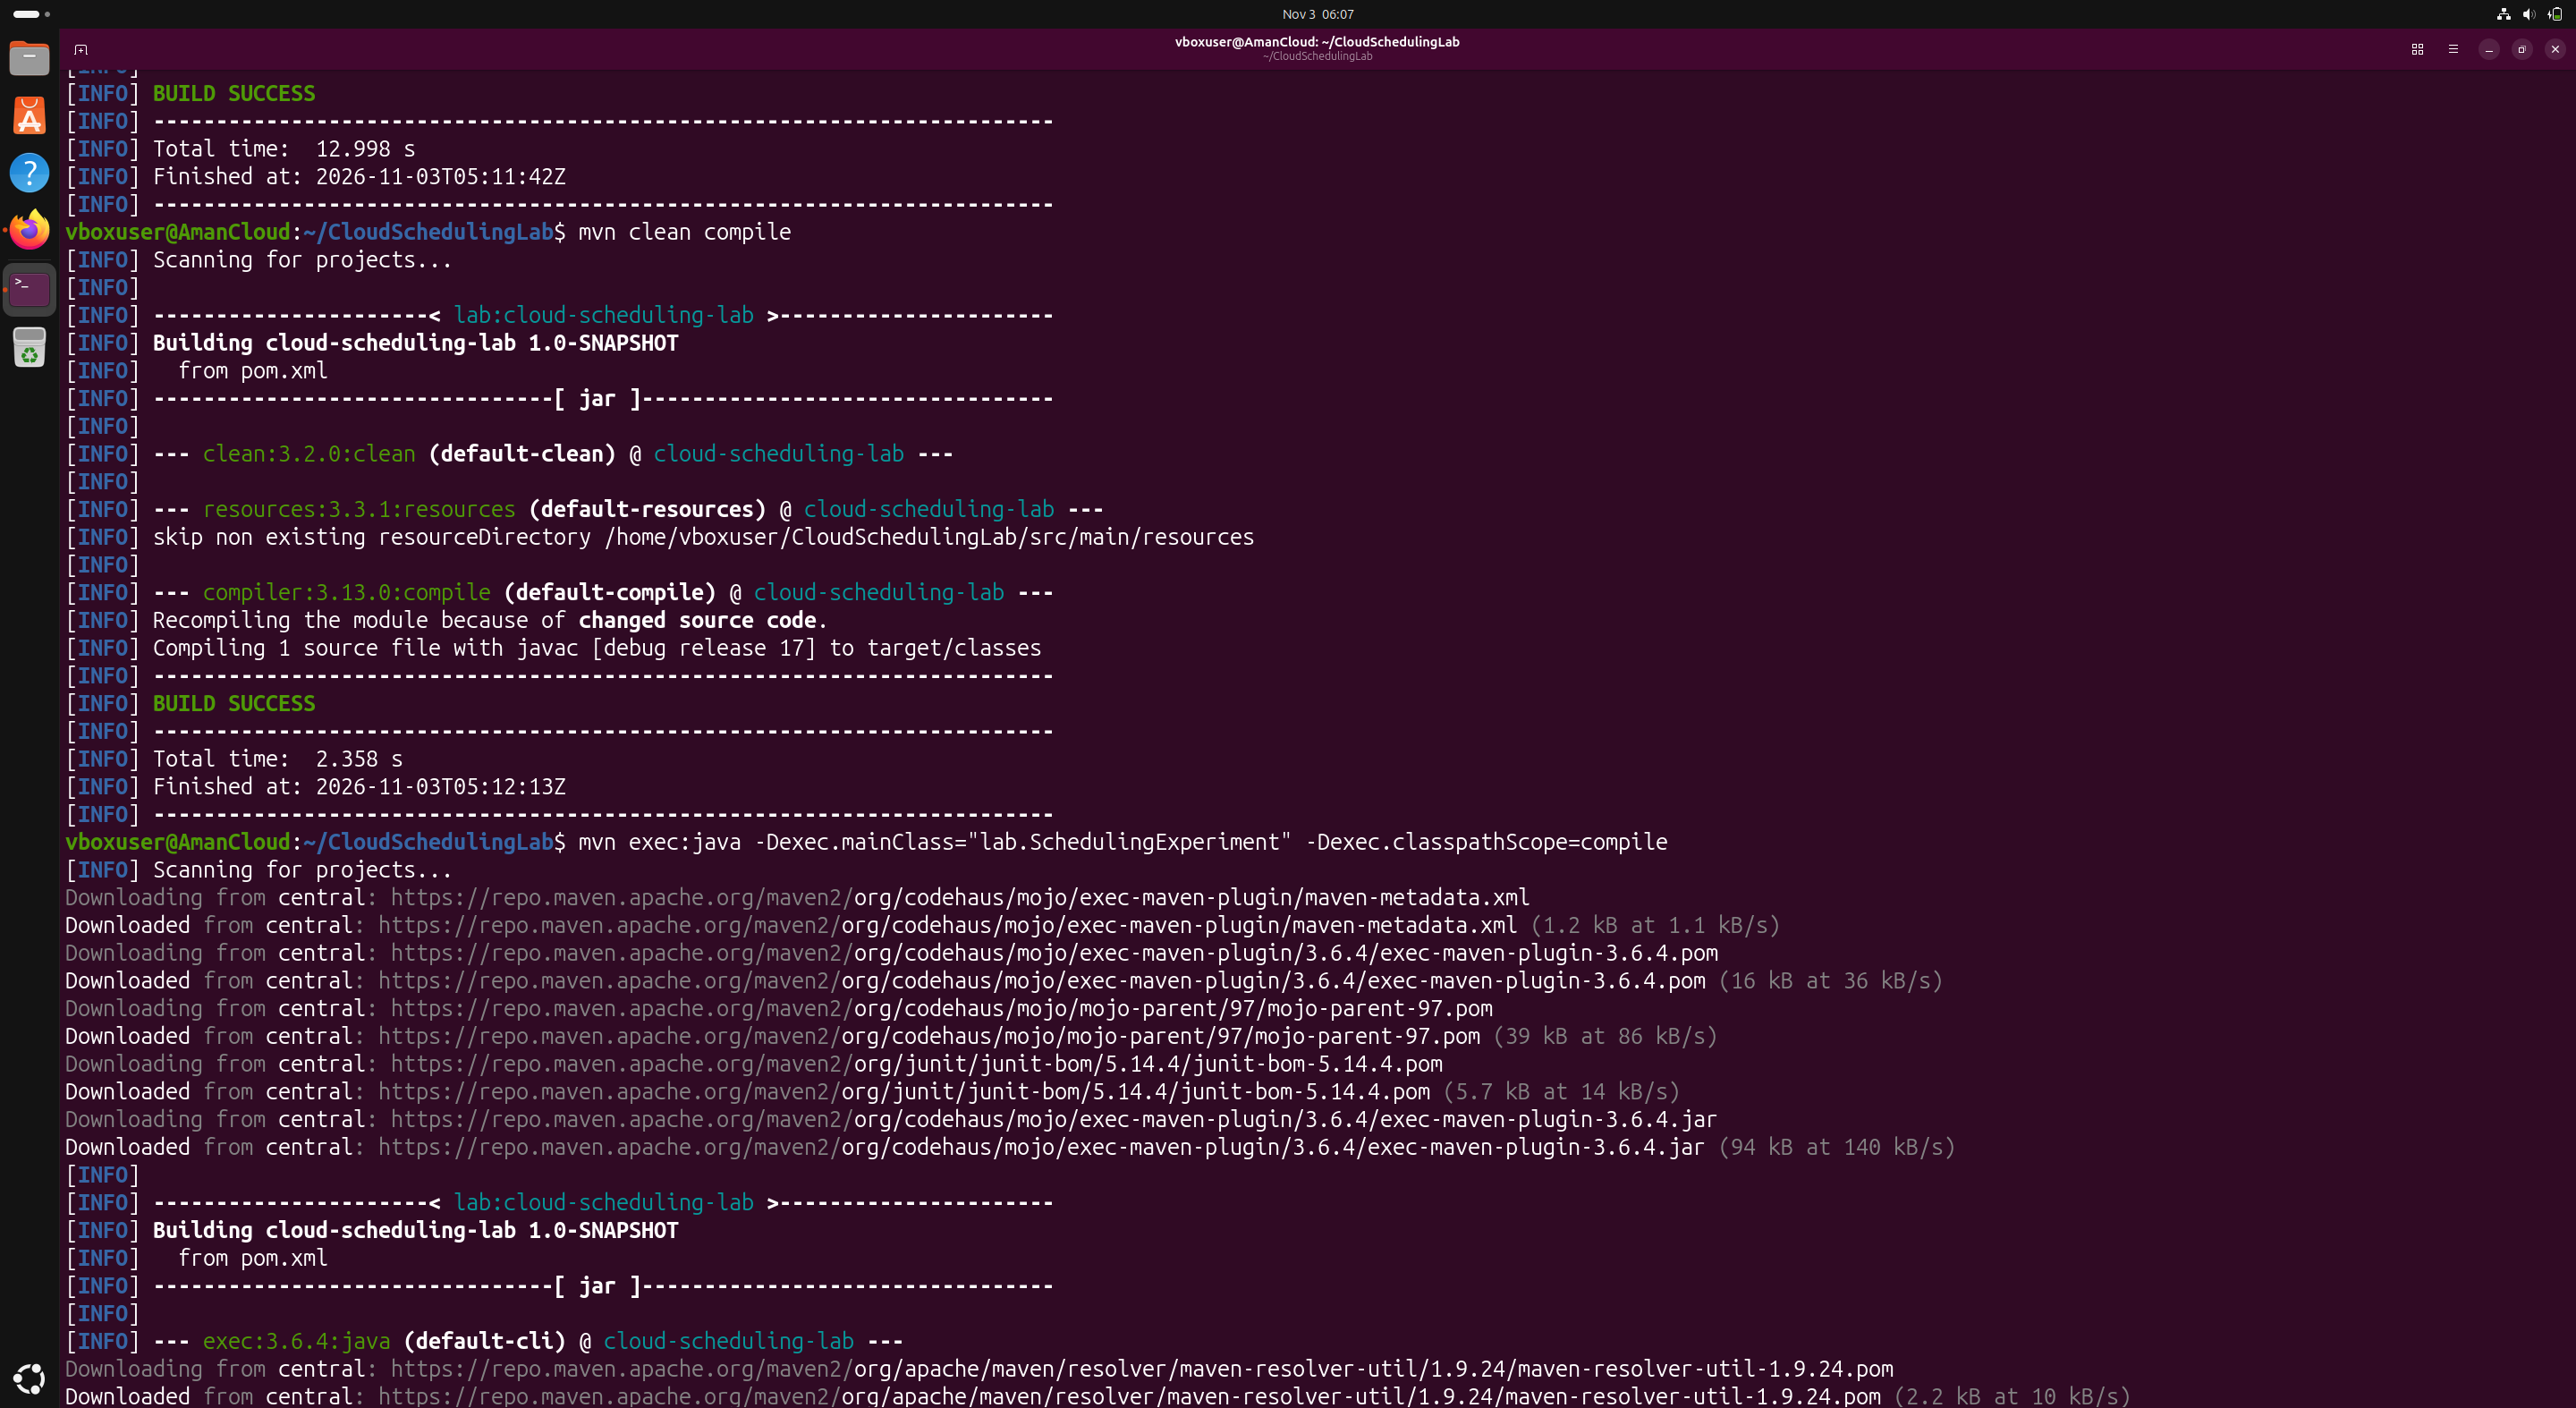 Nov 3 06:07
vboxuser@AmanCloud: ~/CloudSchedulingLab
~/CloudSchedulingLab
[INFO]
[INFO] BUILD SUCCESS
[INFO] ------------------------------------------------------------------------
[INFO] Total time:  12.998 s
[INFO] Finished at: 2026-11-03T05:11:42Z
[INFO] ------------------------------------------------------------------------
vboxuser@AmanCloud:~/CloudSchedulingLab$ mvn clean compile
[INFO] Scanning for projects...
[INFO]
[INFO] ----------------------< lab:cloud-scheduling-lab >----------------------
[INFO] Building cloud-scheduling-lab 1.0-SNAPSHOT
[INFO]   from pom.xml
[INFO] --------------------------------[ jar ]---------------------------------
[INFO]
[INFO] --- clean:3.2.0:clean (default-clean) @ cloud-scheduling-lab ---
[INFO]
[INFO] --- resources:3.3.1:resources (default-resources) @ cloud-scheduling-lab ---
[INFO] skip non existing resourceDirectory /home/vboxuser/CloudSchedulingLab/src/main/resources
[INFO]
[INFO] --- compiler:3.13.0:compile (default-compile) @ cloud-scheduling-lab ---
[INFO] Recompiling the module because of changed source code.
[INFO] Compiling 1 source file with javac [debug release 17] to target/classes
[INFO] ------------------------------------------------------------------------
[INFO] BUILD SUCCESS
[INFO] ------------------------------------------------------------------------
[INFO] Total time:  2.358 s
[INFO] Finished at: 2026-11-03T05:12:13Z
[INFO] ------------------------------------------------------------------------
vboxuser@AmanCloud:~/CloudSchedulingLab$ mvn exec:java -Dexec.mainClass="lab.SchedulingExperiment" -Dexec.classpathScope=compile
[INFO] Scanning for projects...
Downloading from central: https://repo.maven.apache.org/maven2/org/codehaus/mojo/exec-maven-plugin/maven-metadata.xml
Downloaded from central: https://repo.maven.apache.org/maven2/org/codehaus/mojo/exec-maven-plugin/maven-metadata.xml (1.2 kB at 1.1 kB/s)
Downloading from central: https://repo.maven.apache.org/maven2/org/codehaus/mojo/exec-maven-plugin/3.6.4/exec-maven-plugin-3.6.4.pom
Downloaded from central: https://repo.maven.apache.org/maven2/org/codehaus/mojo/exec-maven-plugin/3.6.4/exec-maven-plugin-3.6.4.pom (16 kB at 36 kB/s)
Downloading from central: https://repo.maven.apache.org/maven2/org/codehaus/mojo/mojo-parent/97/mojo-parent-97.pom
Downloaded from central: https://repo.maven.apache.org/maven2/org/codehaus/mojo/mojo-parent/97/mojo-parent-97.pom (39 kB at 86 kB/s)
Downloading from central: https://repo.maven.apache.org/maven2/org/junit/junit-bom/5.14.4/junit-bom-5.14.4.pom
Downloaded from central: https://repo.maven.apache.org/maven2/org/junit/junit-bom/5.14.4/junit-bom-5.14.4.pom (5.7 kB at 14 kB/s)
Downloading from central: https://repo.maven.apache.org/maven2/org/codehaus/mojo/exec-maven-plugin/3.6.4/exec-maven-plugin-3.6.4.jar
Downloaded from central: https://repo.maven.apache.org/maven2/org/codehaus/mojo/exec-maven-plugin/3.6.4/exec-maven-plugin-3.6.4.jar (94 kB at 140 kB/s)
[INFO]
[INFO] ----------------------< lab:cloud-scheduling-lab >----------------------
[INFO] Building cloud-scheduling-lab 1.0-SNAPSHOT
[INFO]   from pom.xml
[INFO] --------------------------------[ jar ]---------------------------------
[INFO]
[INFO] --- exec:3.6.4:java (default-cli) @ cloud-scheduling-lab ---
Downloading from central: https://repo.maven.apache.org/maven2/org/apache/maven/resolver/maven-resolver-util/1.9.24/maven-resolver-util-1.9.24.pom
Downloaded from central: https://repo.maven.apache.org/maven2/org/apache/maven/resolver/maven-resolver-util/1.9.24/maven-resolver-util-1.9.24.pom (2.2 kB at 10 kB/s)